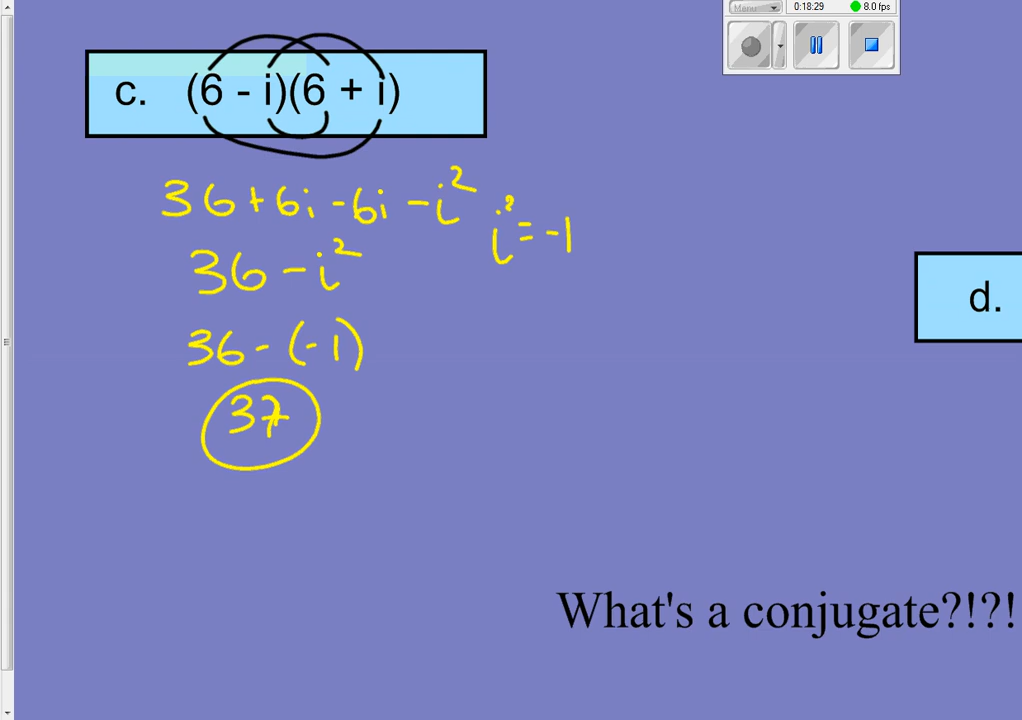 Menu 0:18:29 8.0 fps
c. (6 - i)(6 + i)
36 + 6i - 6i - i²
i² = -1
36 - i²
36 - (-1)
37
d.
What's a conjugate?!?!